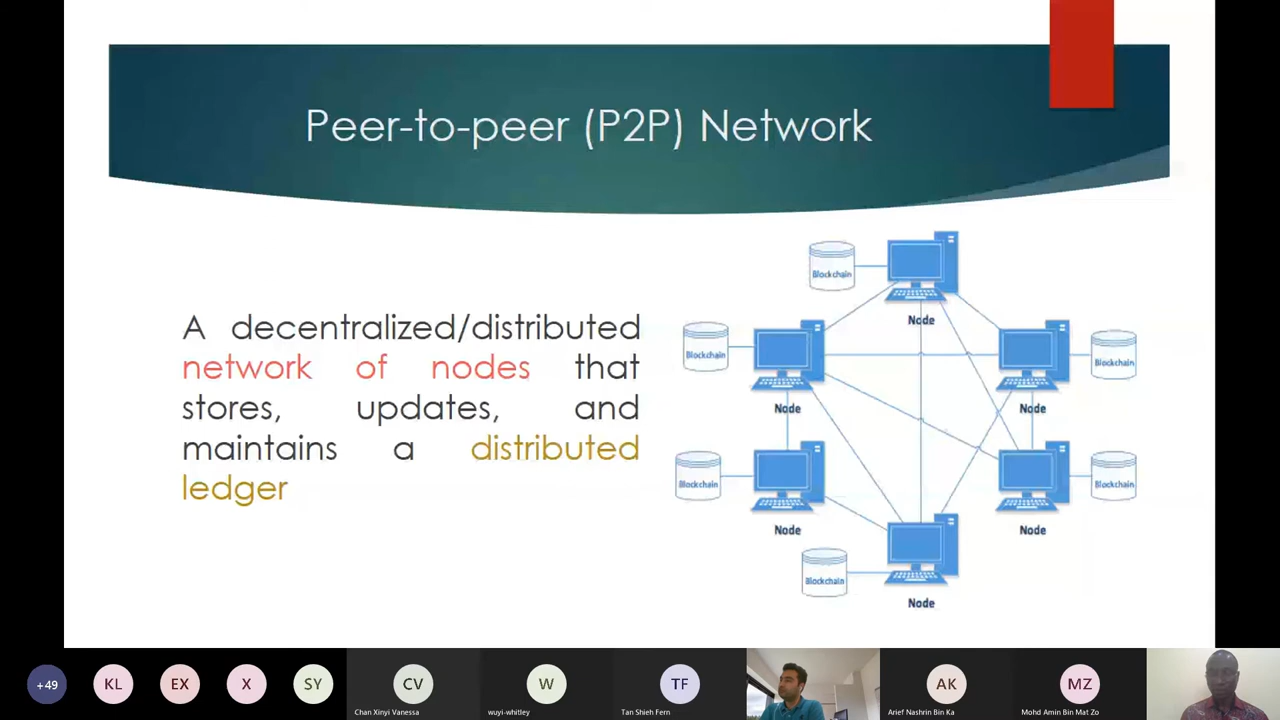 Peer-to-peer (P2P) Network
A decentralized/distributed
network of nodes that
stores, updates, and
maintains a distributed
ledger
Blockchain
Node
Blockchain
Node
Blockchain
Node
Blockchain
Node
Blockchain
Node
Blockchain
Node
+49
KL
EX
X
SY
CV
Chan Xinyi Vanessa
W
wuyi-whitley
TF
Tan Shieh Fern
AK
Arief Nashrin Bin Ka
MZ
Mohd Amin Bin Mat Zo